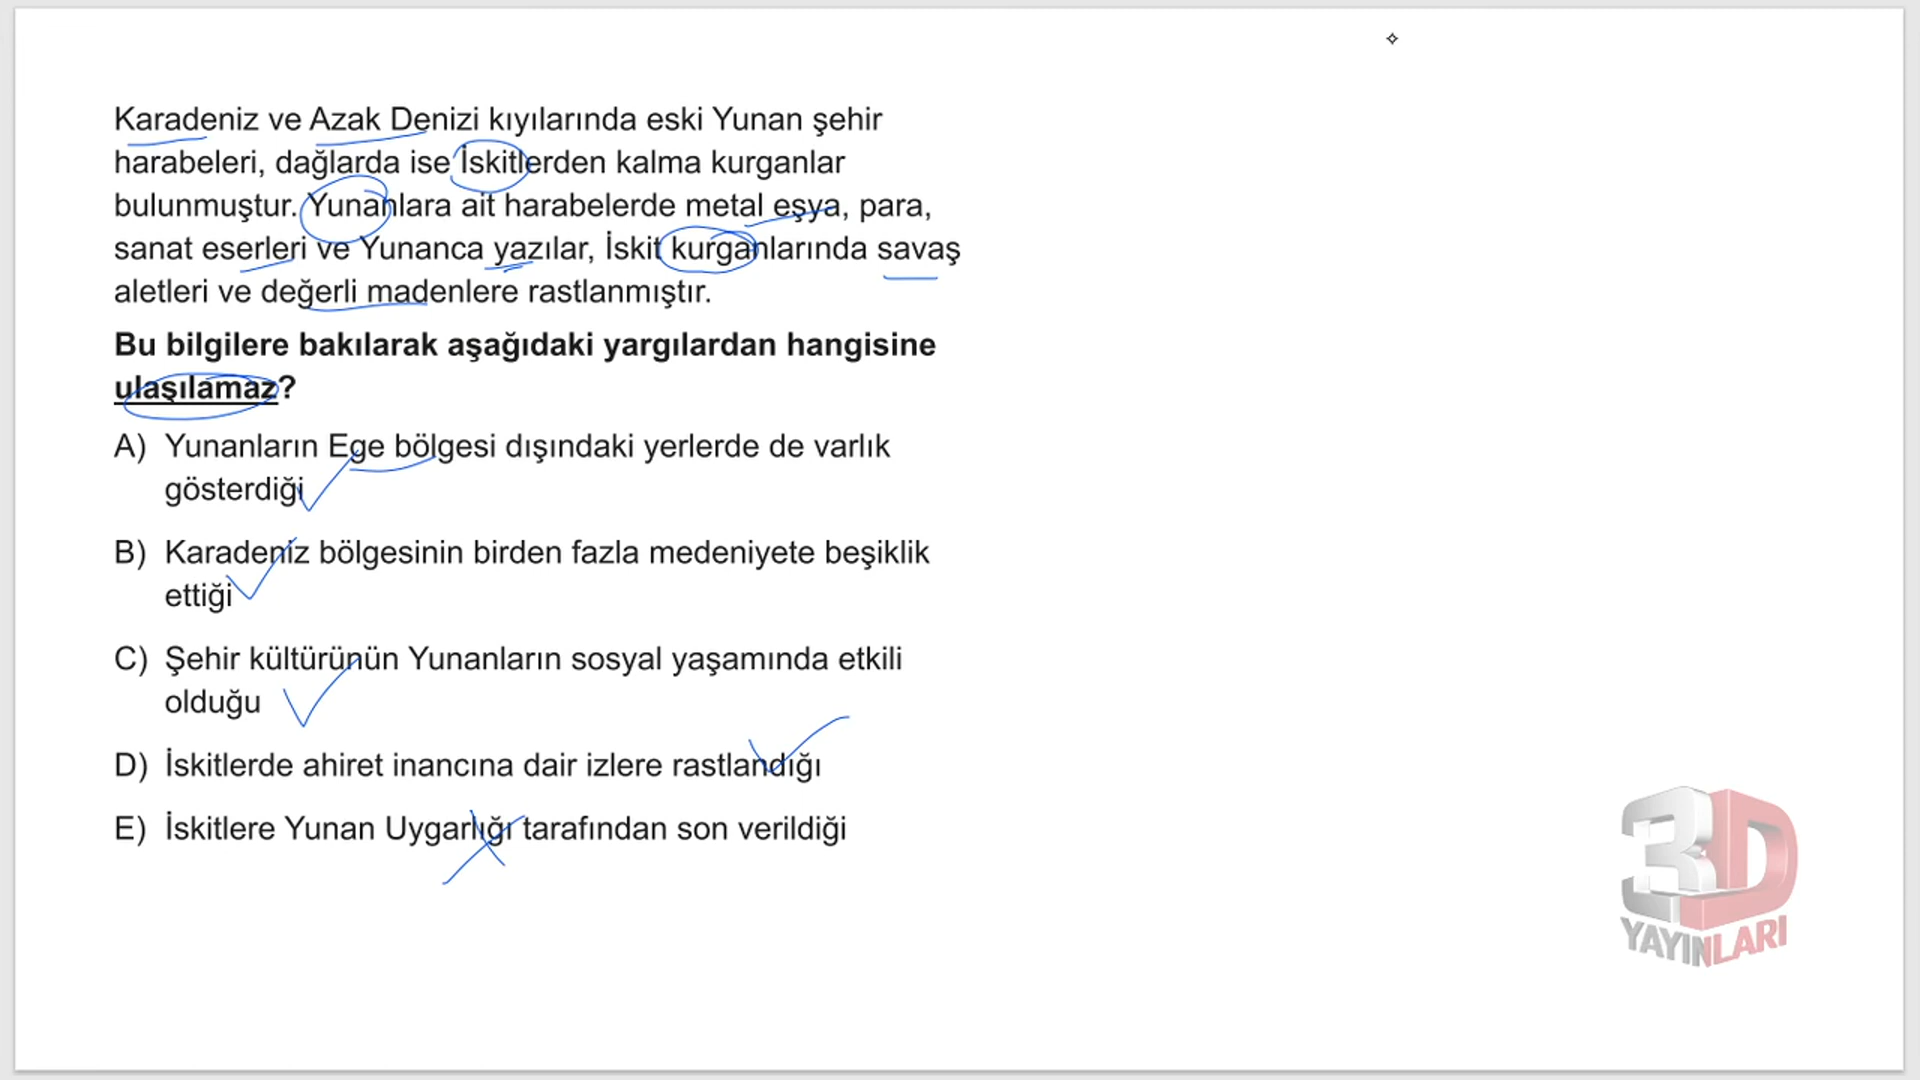 Karadeniz ve Azak Denizi kıyılarında eski Yunan şehir
harabeleri, dağlarda ise İskitlerden kalma kurganlar
bulunmuştur. Yunanlara ait harabelerde metal eşya, para,
sanat eserleri ve Yunanca yazılar, İskit kurganlarında savaş
aletleri ve değerli madenlere rastlanmıştır.
Bu bilgilere bakılarak aşağıdaki yargılardan hangisine
ulaşılamaz?
A) Yunanların Ege bölgesi dışındaki yerlerde de varlık
gösterdiği
B) Karadeniz bölgesinin birden fazla medeniyete beşiklik
ettiği
C) Şehir kültürünün Yunanların sosyal yaşamında etkili
olduğu
D) İskitlerde ahiret inancına dair izlere rastlandığı
E) İskitlere Yunan Uygarlığı tarafından son verildiği
3D
YAYINLARI